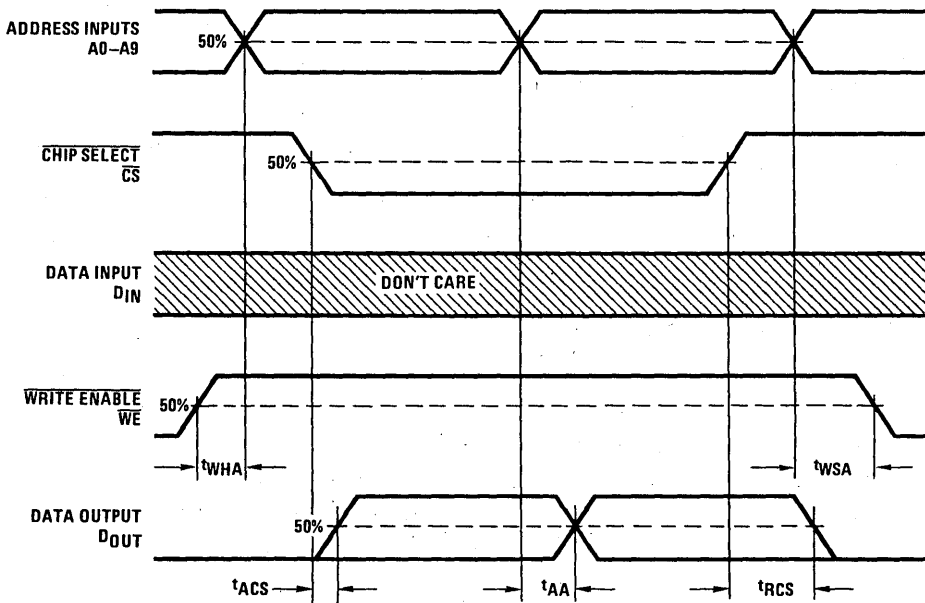 ADDRESS INPUTS
A0–A9
50%
CHIP SELECT
CS
50%
DATA INPUT
DIN
DON'T CARE
WRITE ENABLE
WE
50%
tWHA
tWSA
DATA OUTPUT
DOUT
50%
tACS
tAA
tRCS